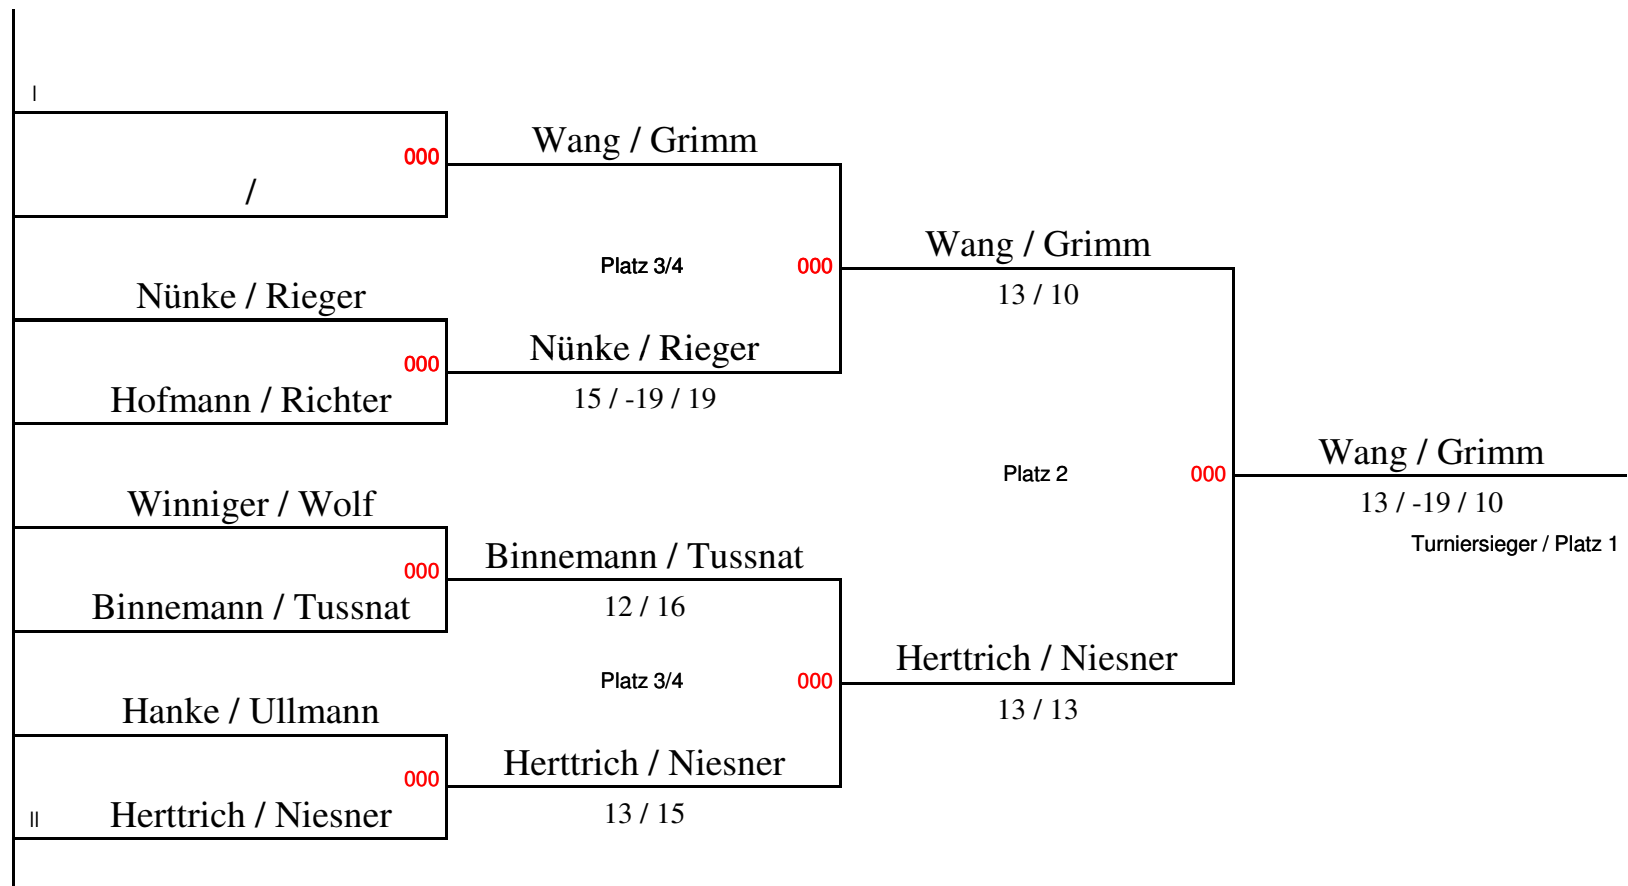 I
000
/
Wang / Grimm
Nünke / Rieger
000
Hofmann / Richter
Platz 3/4
000
Nünke / Rieger
15 / -19 / 19
Wang / Grimm
13 / 10
Winniger / Wolf
000
Binnemann / Tussnat
Binnemann / Tussnat
12 / 16
Hanke / Ullmann
000
II
Herttrich / Niesner
Platz 3/4
000
Herttrich / Niesner
13 / 15
Herttrich / Niesner
13 / 13
Platz 2
000
Wang / Grimm
13 / -19 / 10
Turniersieger / Platz 1